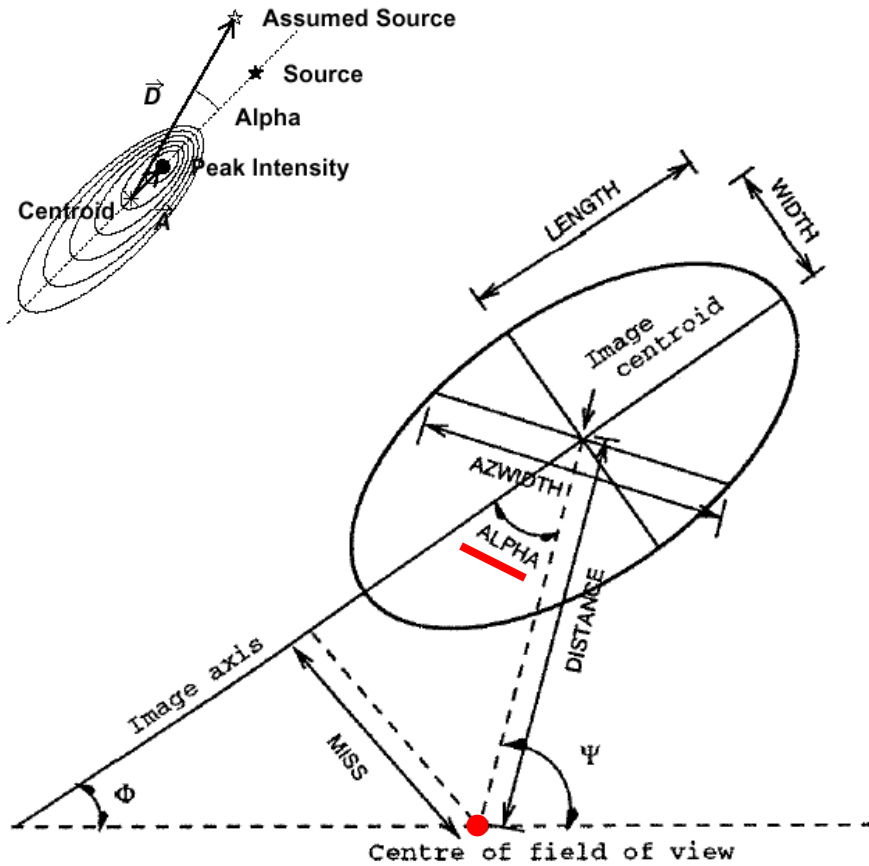 Assumed Source
Source
D
Alpha
Peak Intensity
Centroid
A
LENGTH
WIDTH
Image
centroid
AZWIDTH
ALPHA
DISTANCE
Image axis
MISS
Φ
Ψ
Centre of field of view